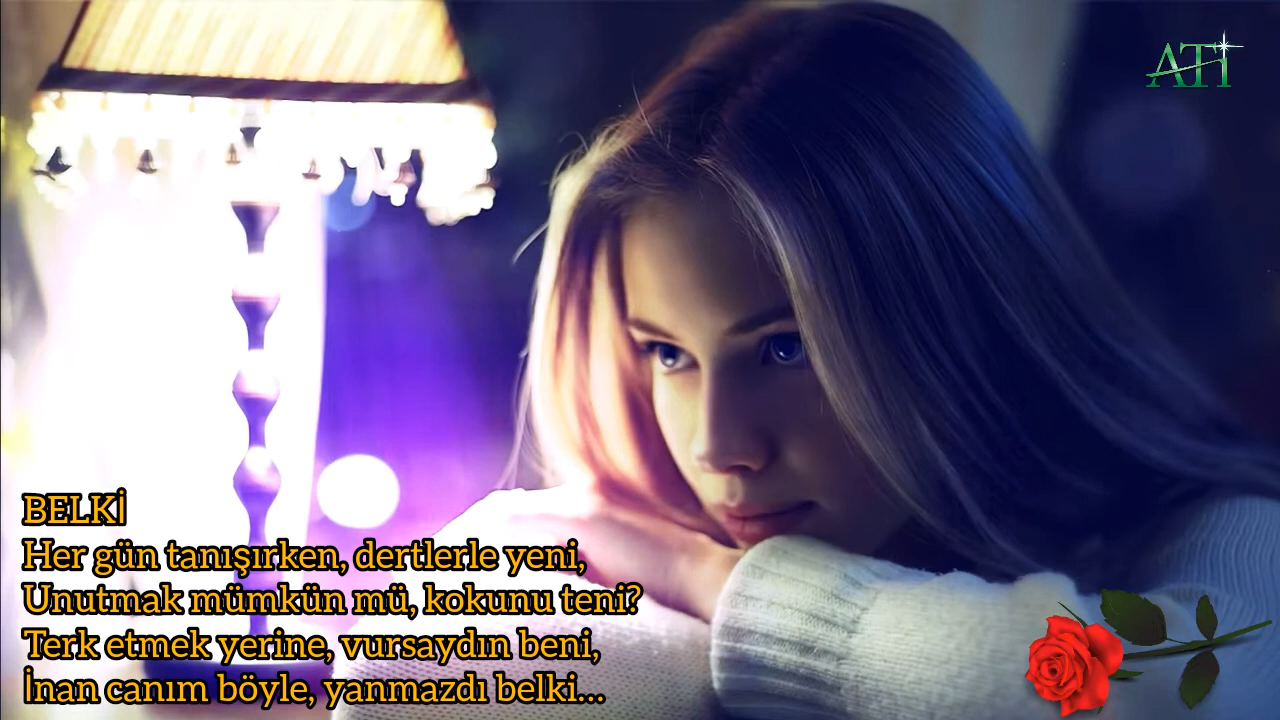 ATİ
BELKİ
Her gün tanışırken, dertlerle yeni,
Unutmak mümkün mü, kokunu teni?
Terk etmek yerine, vursaydın beni,
İnan canım böyle, yanmazdı belki...